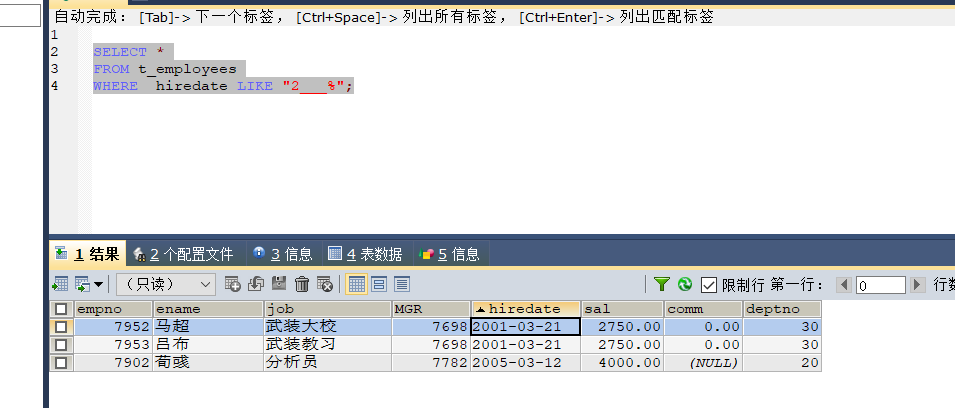 自动完成： [Tab]-> 下一个标签， [Ctrl+Space]-> 列出所有标签， [Ctrl+Enter]-> 列出匹配标签
1
2 SELECT *
3 FROM t_employees
4 WHERE  hiredate LIKE "2___%";
1 结果 2 个配置文件 3 信息 4 表数据 5 信息
（只读） 限制行 第一行： 0 行数
empno ename job MGR hiredate sal comm deptno
7952 马超 武装大校 7698 2001-03-21 2750.00 0.00 30
7953 吕布 武装教习 7698 2001-03-21 2750.00 0.00 30
7902 荀彧 分析员 7782 2005-03-12 4000.00 (NULL) 20